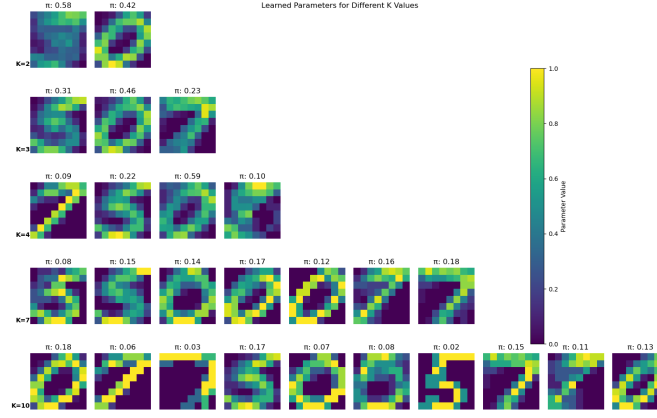 Learned Parameters for Different K Values
π: 0.58 π: 0.42
K=2
π: 0.31 π: 0.46 π: 0.23
K=3
π: 0.09 π: 0.22 π: 0.59 π: 0.10
K=4
π: 0.08 π: 0.15 π: 0.14 π: 0.17 π: 0.12 π: 0.16 π: 0.18
K=7
π: 0.18 π: 0.06 π: 0.03 π: 0.17 π: 0.07 π: 0.08 π: 0.02 π: 0.15 π: 0.11 π: 0.13
K=10
1.0
0.8
0.6
0.4
0.2
0.0
Parameter Value